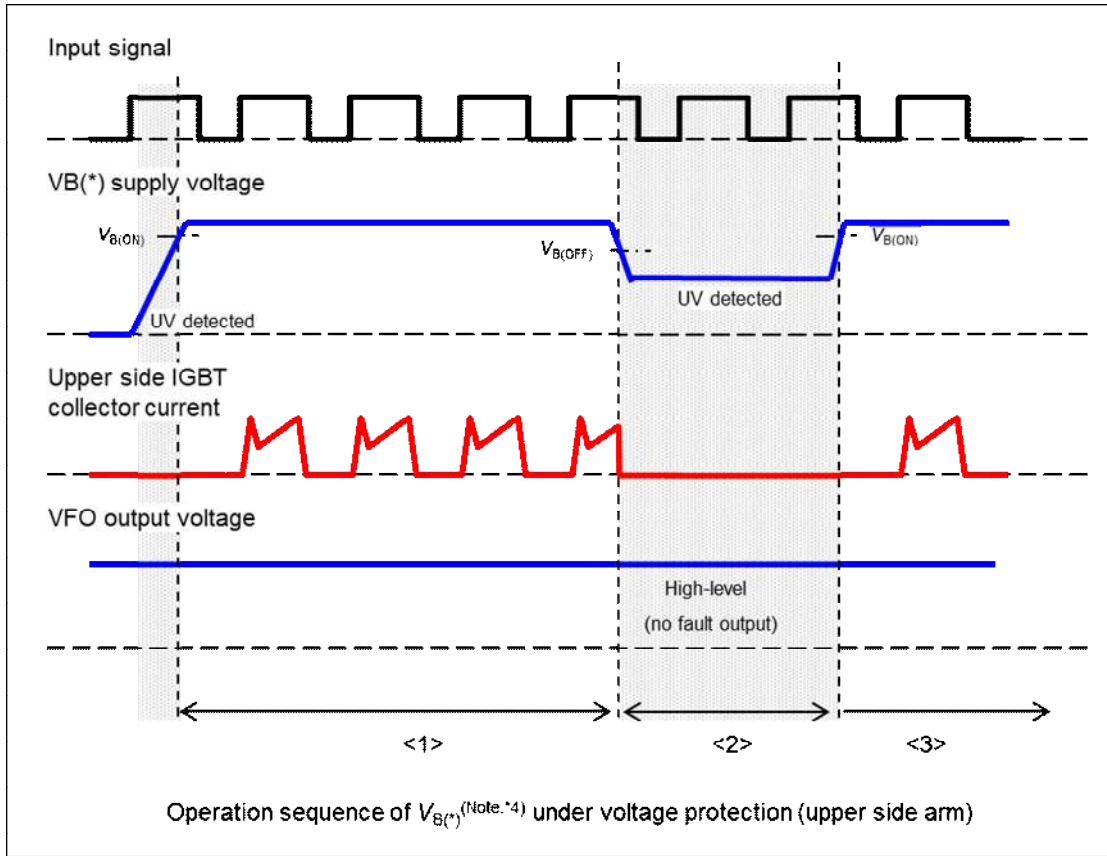 Input signal
VB(*) supply voltage
VB(ON)
VB(OFF)
VB(ON)
UV detected
UV detected
Upper side IGBT
collector current
VFO output voltage
High-level
(no fault output)
<1>
<2>
<3>
Operation sequence of VB(*)(Note.*4) under voltage protection (upper side arm)